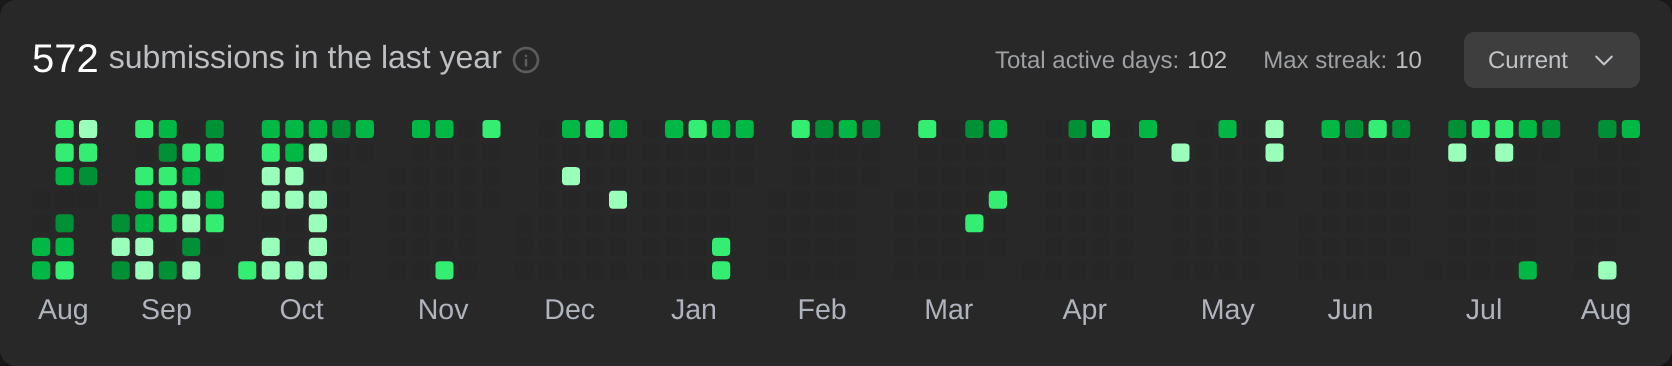 572 submissions in the last year Total active days: 102 Max streak: 10 Current
Aug Sep Oct Nov Dec Jan Feb Mar Apr May Jun Jul Aug